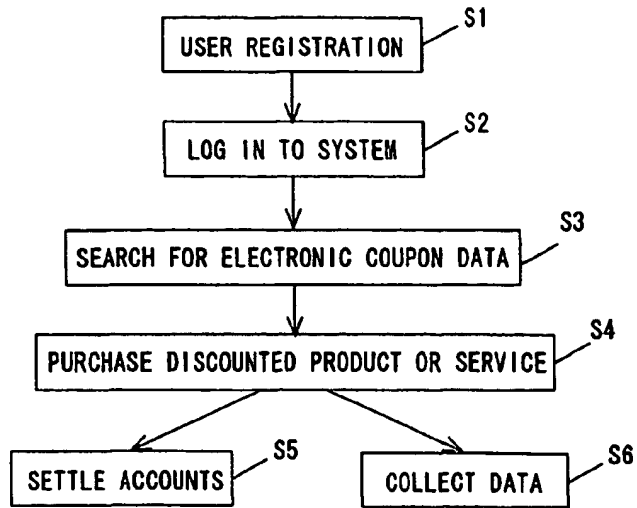 S1
USER REGISTRATION
S2
LOG IN TO SYSTEM
S3
SEARCH FOR ELECTRONIC COUPON DATA
S4
PURCHASE DISCOUNTED PRODUCT OR SERVICE
S5
SETTLE ACCOUNTS
S6
COLLECT DATA